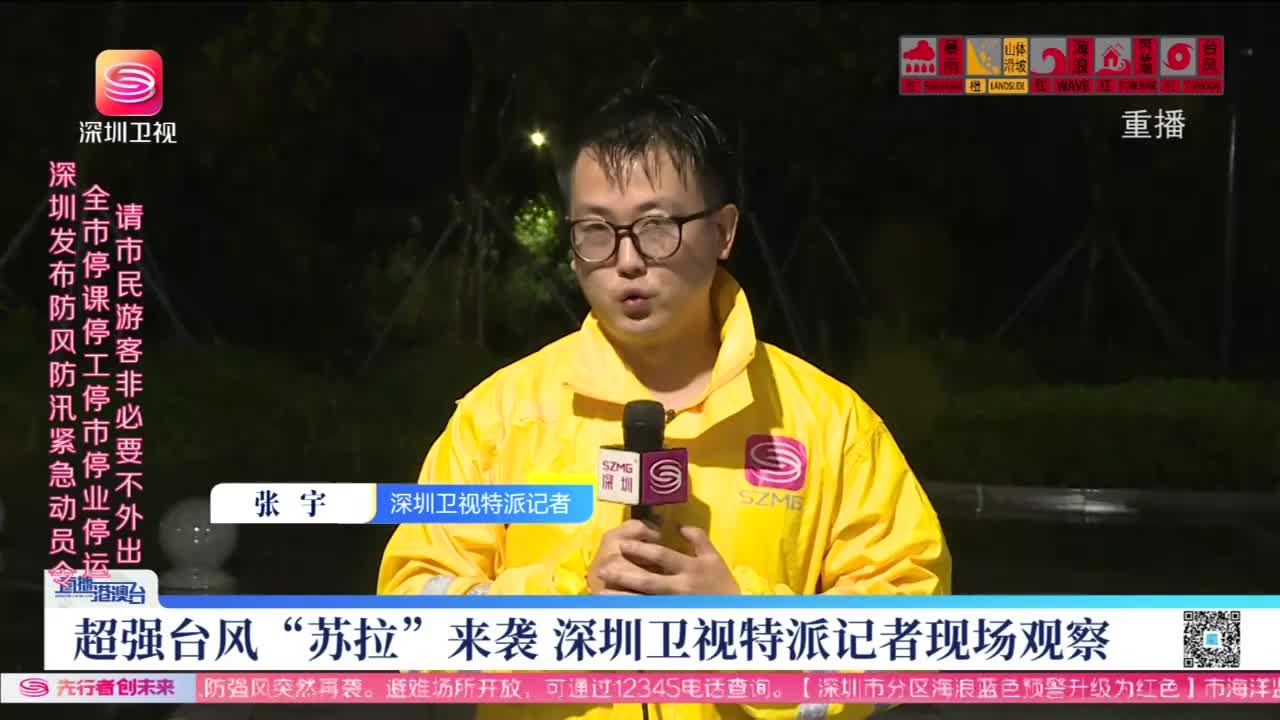 深圳卫视
暴雨
山体滑坡
海浪
台风
橙
LANDSLIDE
红
WAVE
红
重播
深圳发布防风防汛紧急动员令
全市停课停工停市停业停运
请市民游客非必要不外出
SZMG
深圳
SZMG
张宇
深圳卫视特派记者
直播港澳台
超强台风“苏拉”来袭 深圳卫视特派记者现场观察
先行者创未来
防强风突然再袭。避难场所开放,可通过12345电话查询。【深圳市分区海浪蓝色预警升级为红色】市海洋监